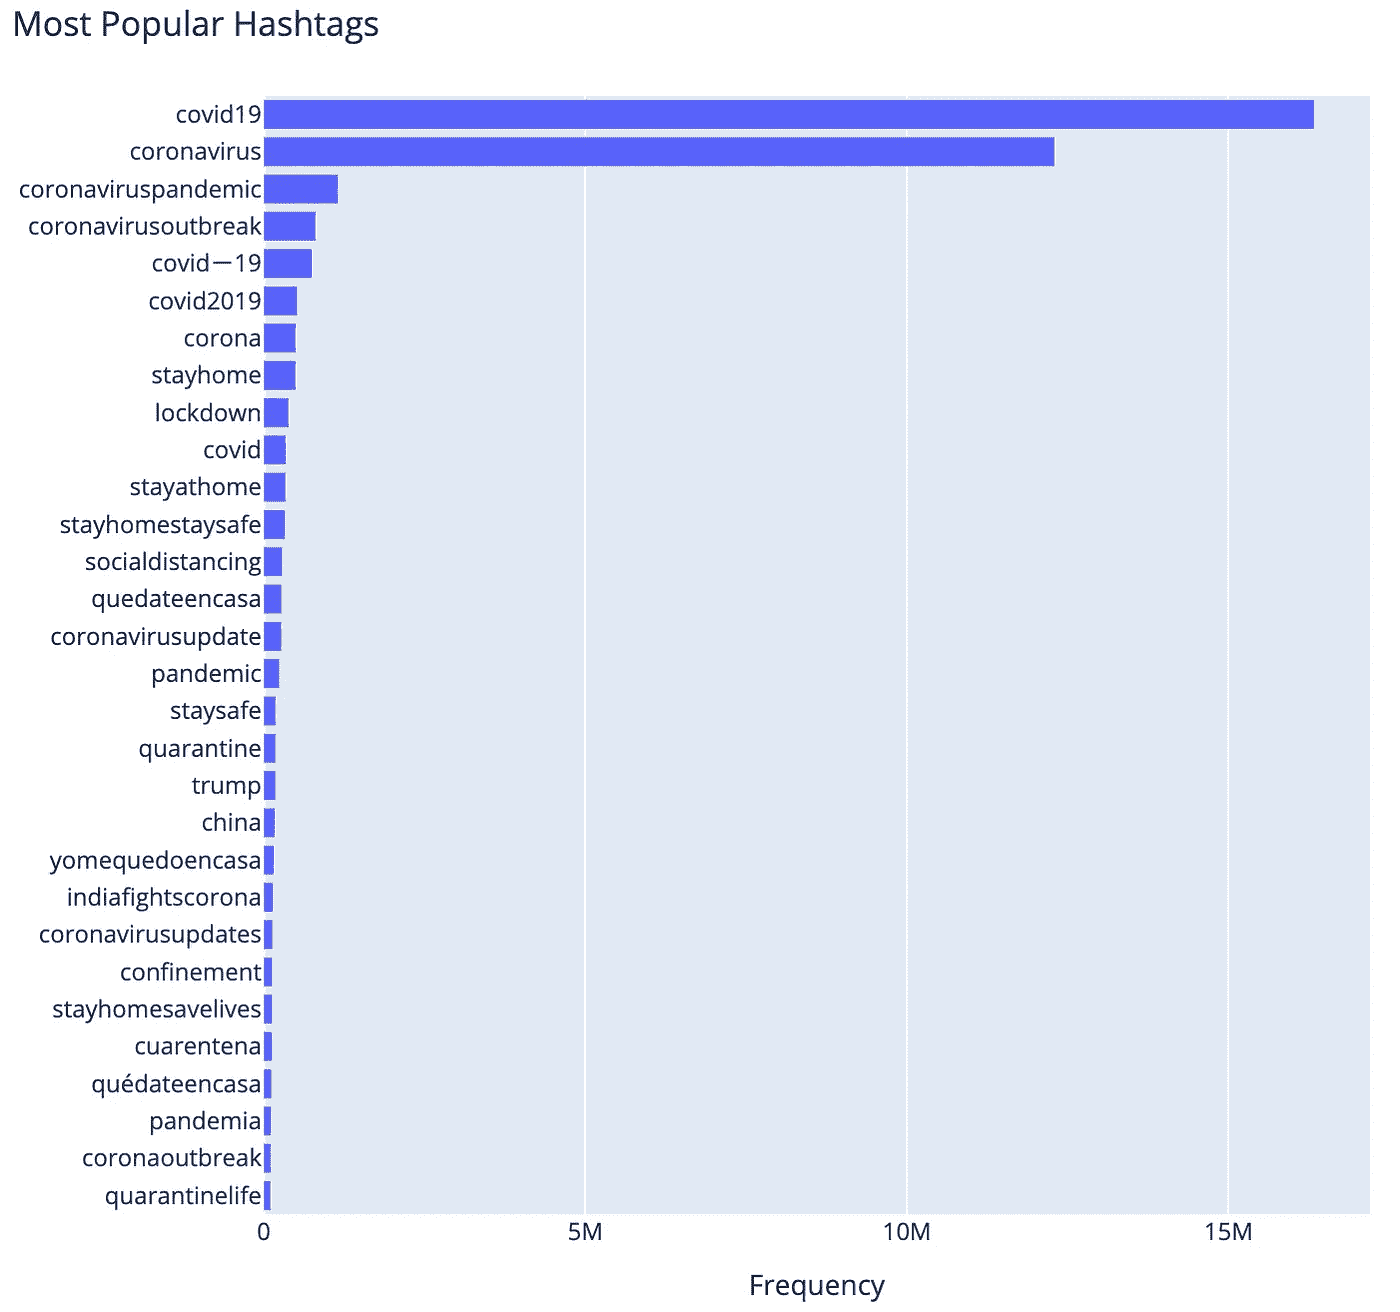 Most Popular Hashtags
covid19
coronavirus
coronaviruspandemic
coronavirusoutbreak
covid—19
covid2019
corona
stayhome
lockdown
covid
stayathome
stayhomestaysafe
socialdistancing
quedateencasa
coronavirusupdate
pandemic
staysafe
quarantine
trump
china
yomequedoencasa
indiafightscorona
coronavirusupdates
confinement
stayhomesavelives
cuarentena
quédateencasa
pandemia
coronaoutbreak
quarantinelife
0 5M 10M 15M
Frequency